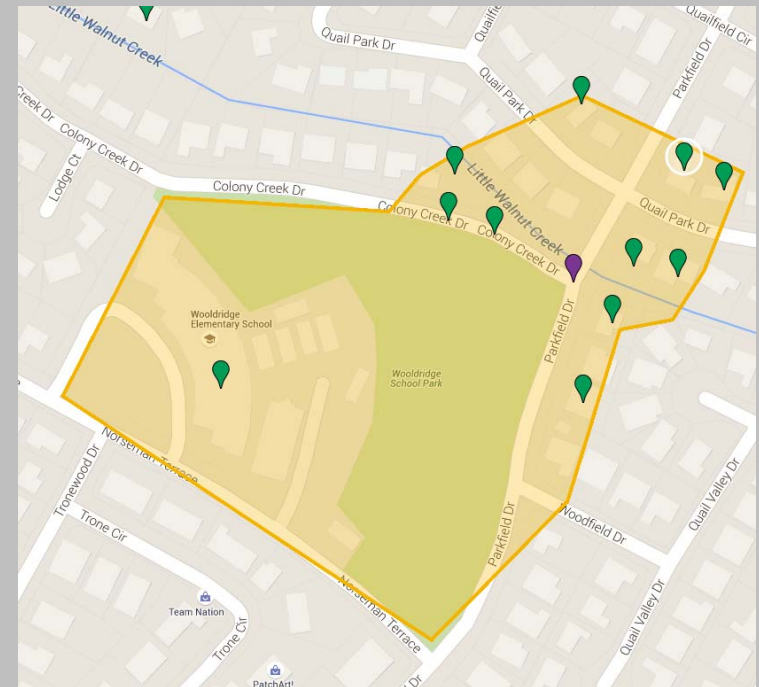 Little Walnut Creek
Quail Park Dr
Quailfield Cir
Parkfield Dr
Quail Park Dr
Creek Dr
Colony Creek Dr
Lodge Ct
Colony Creek Dr
Colony Creek Dr
Little Walnut Creek
Colony Creek Dr
Quail Park Dr
Wooldridge
Elementary School
Parkfield Dr
Wooldridge
School Park
Norseman Terrace
Tronewood Dr
Trone Cir
Parkfield Dr
Woodfield Dr
Quail Valley Dr
Norseman Terrace
Team Nation
Trone Cir
Quail Valley Dr
PatchArt!
Dr